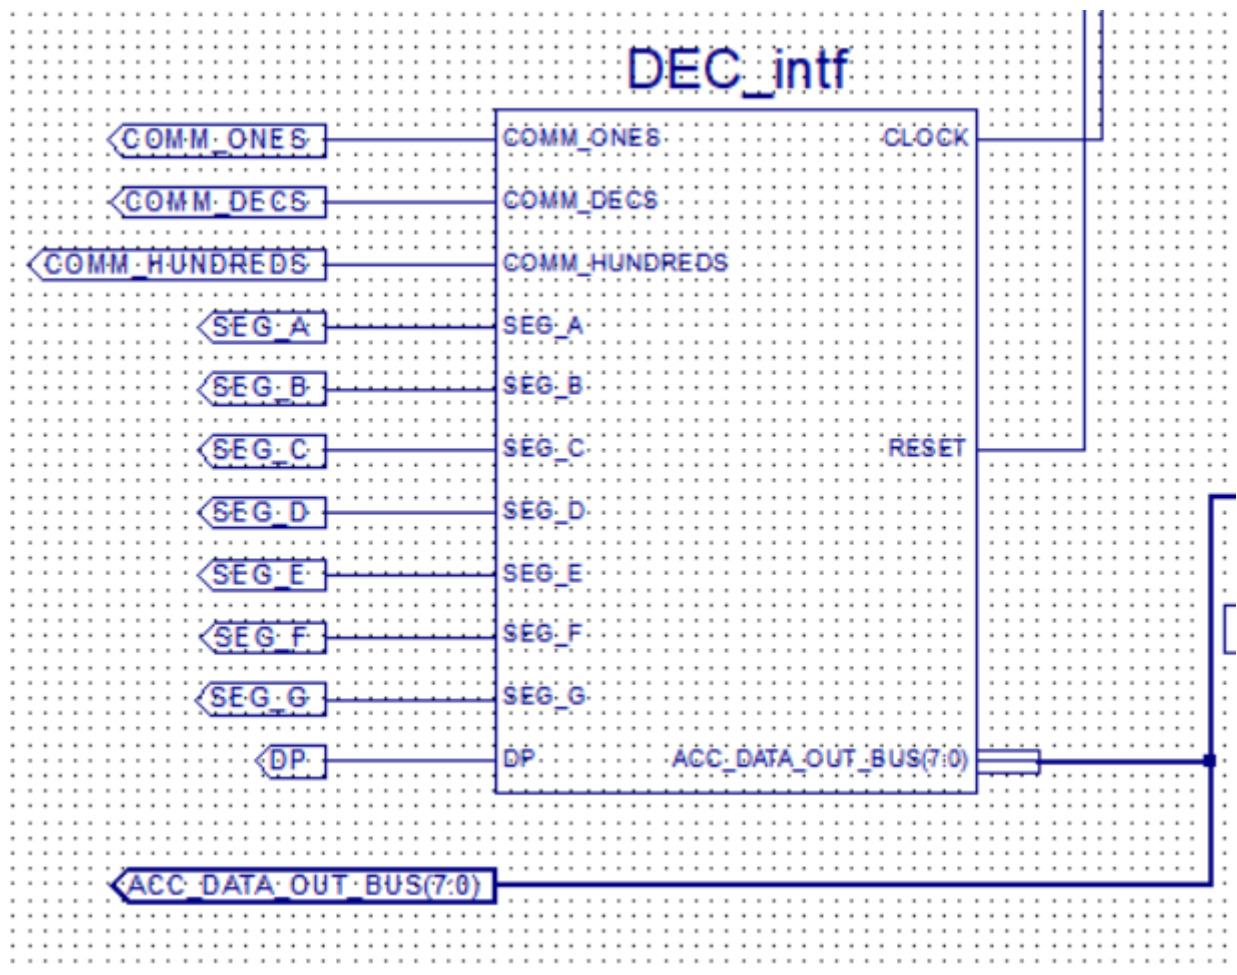 DEC_intf
COMM_ONES COMM_ONES CLOCK
COMM_DECS COMM_DECS
COMM_HUNDREDS COMM_HUNDREDS
SEG_A SEG_A
SEG_B SEG_B
SEG_C SEG_C RESET
SEG_D SEG_D
SEG_E SEG_E
SEG_F SEG_F
SEG_G SEG_G
DP DP ACC_DATA_OUT_BUS(7:0)
ACC_DATA_OUT_BUS(7:0)